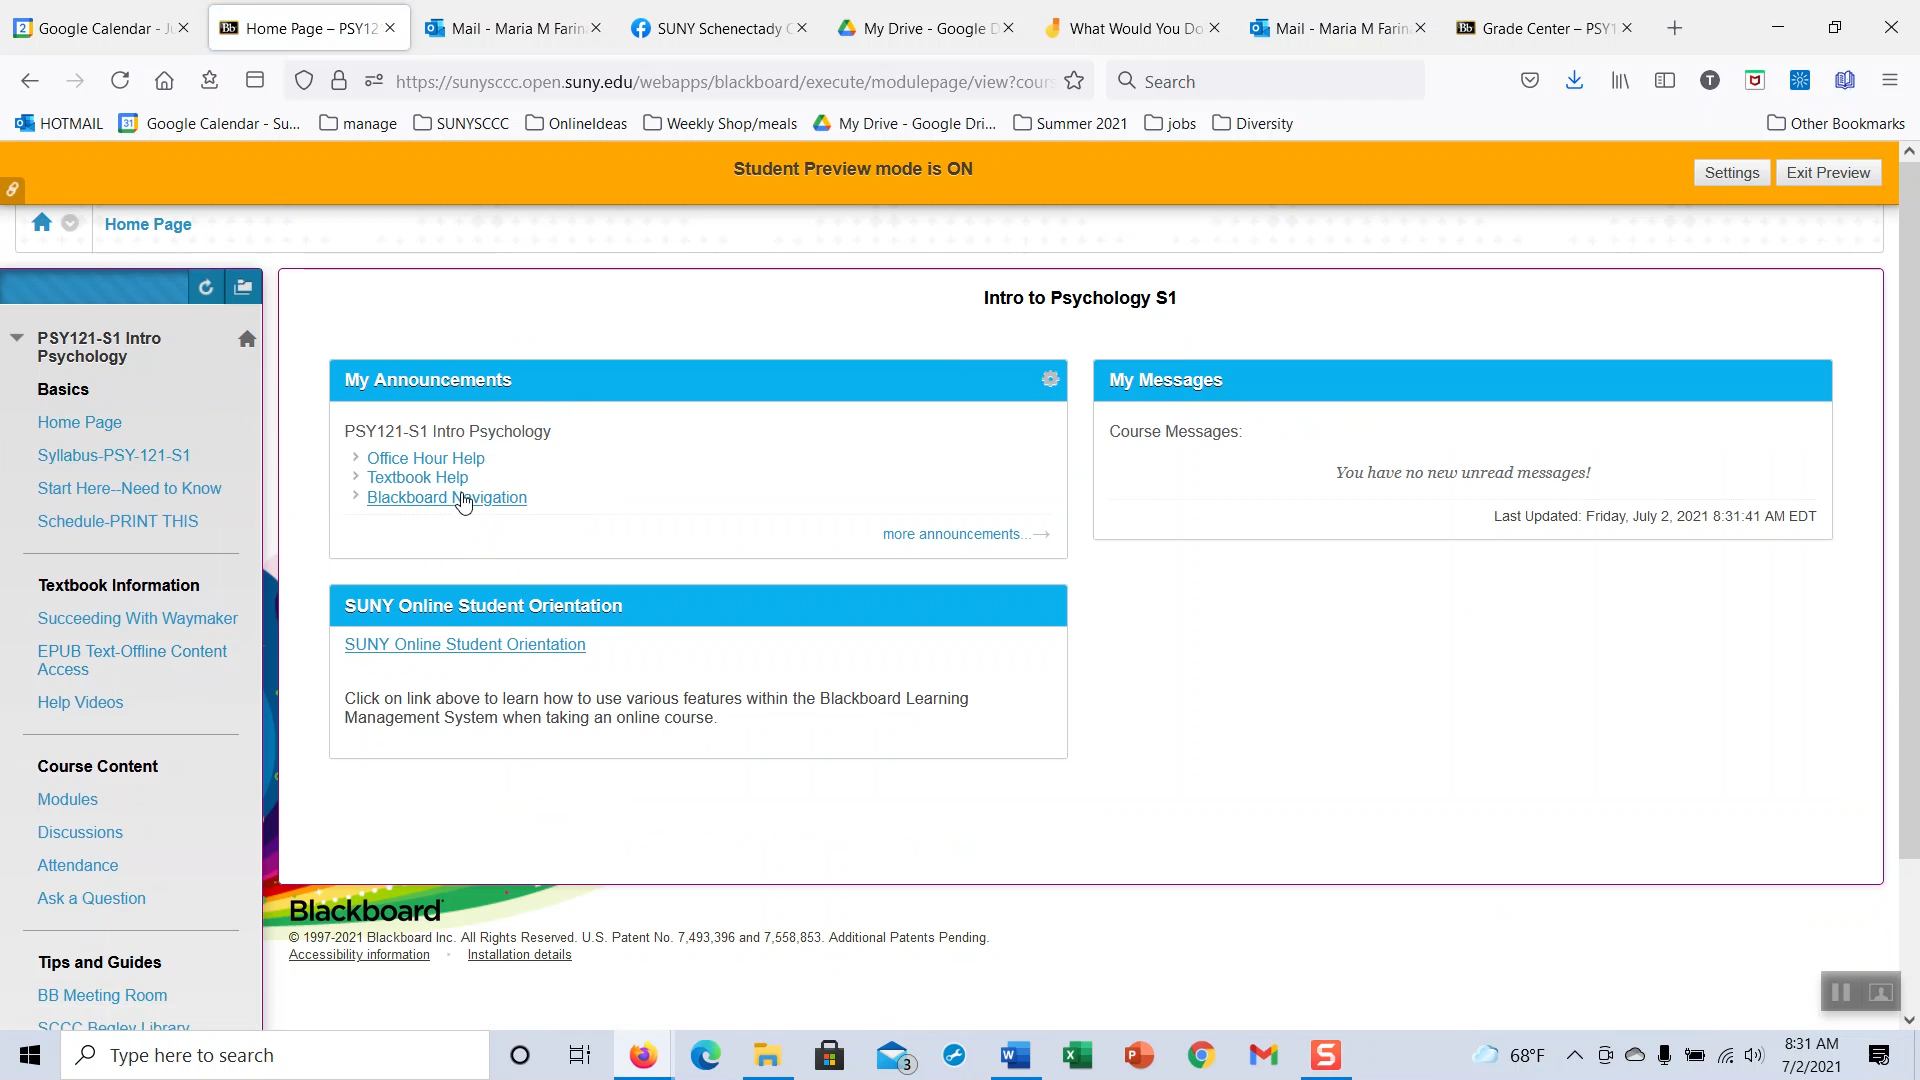 Google Calendar - Ju
Home Page – PSY12
Mail - Maria M Farin
SUNY Schenectady C
My Drive - Google D
What Would You Do
Mail - Maria M Farin
Grade Center – PSY1
https://sunysccc.open.suny.edu/webapps/blackboard/execute/modulepage/view?cours
Search
HOTMAIL
Google Calendar - Su...
manage
SUNYSCCC
OnlineIdeas
Weekly Shop/meals
My Drive - Google Dri...
Summer 2021
jobs
Diversity
Other Bookmarks
Student Preview mode is ON
Settings
Exit Preview
Home Page
PSY121-S1 Intro
Psychology
Basics
Home Page
Syllabus-PSY-121-S1
Start Here--Need to Know
Schedule-PRINT THIS
Textbook Information
Succeeding With Waymaker
EPUB Text-Offline Content
Access
Help Videos
Course Content
Modules
Discussions
Attendance
Ask a Question
Tips and Guides
BB Meeting Room
SCCC Begley Library
Intro to Psychology S1
My Announcements
PSY121-S1 Intro Psychology
Office Hour Help
Textbook Help
Blackboard Navigation
more announcements...
SUNY Online Student Orientation
SUNY Online Student Orientation
Click on link above to learn how to use various features within the Blackboard Learning
Management System when taking an online course.
My Messages
Course Messages:
You have no new unread messages!
Last Updated: Friday, July 2, 2021 8:31:41 AM EDT
Blackboard
© 1997-2021 Blackboard Inc. All Rights Reserved. U.S. Patent No. 7,493,396 and 7,558,853. Additional Patents Pending.
Accessibility information
Installation details
Type here to search
3
68°F
8:31 AM
7/2/2021